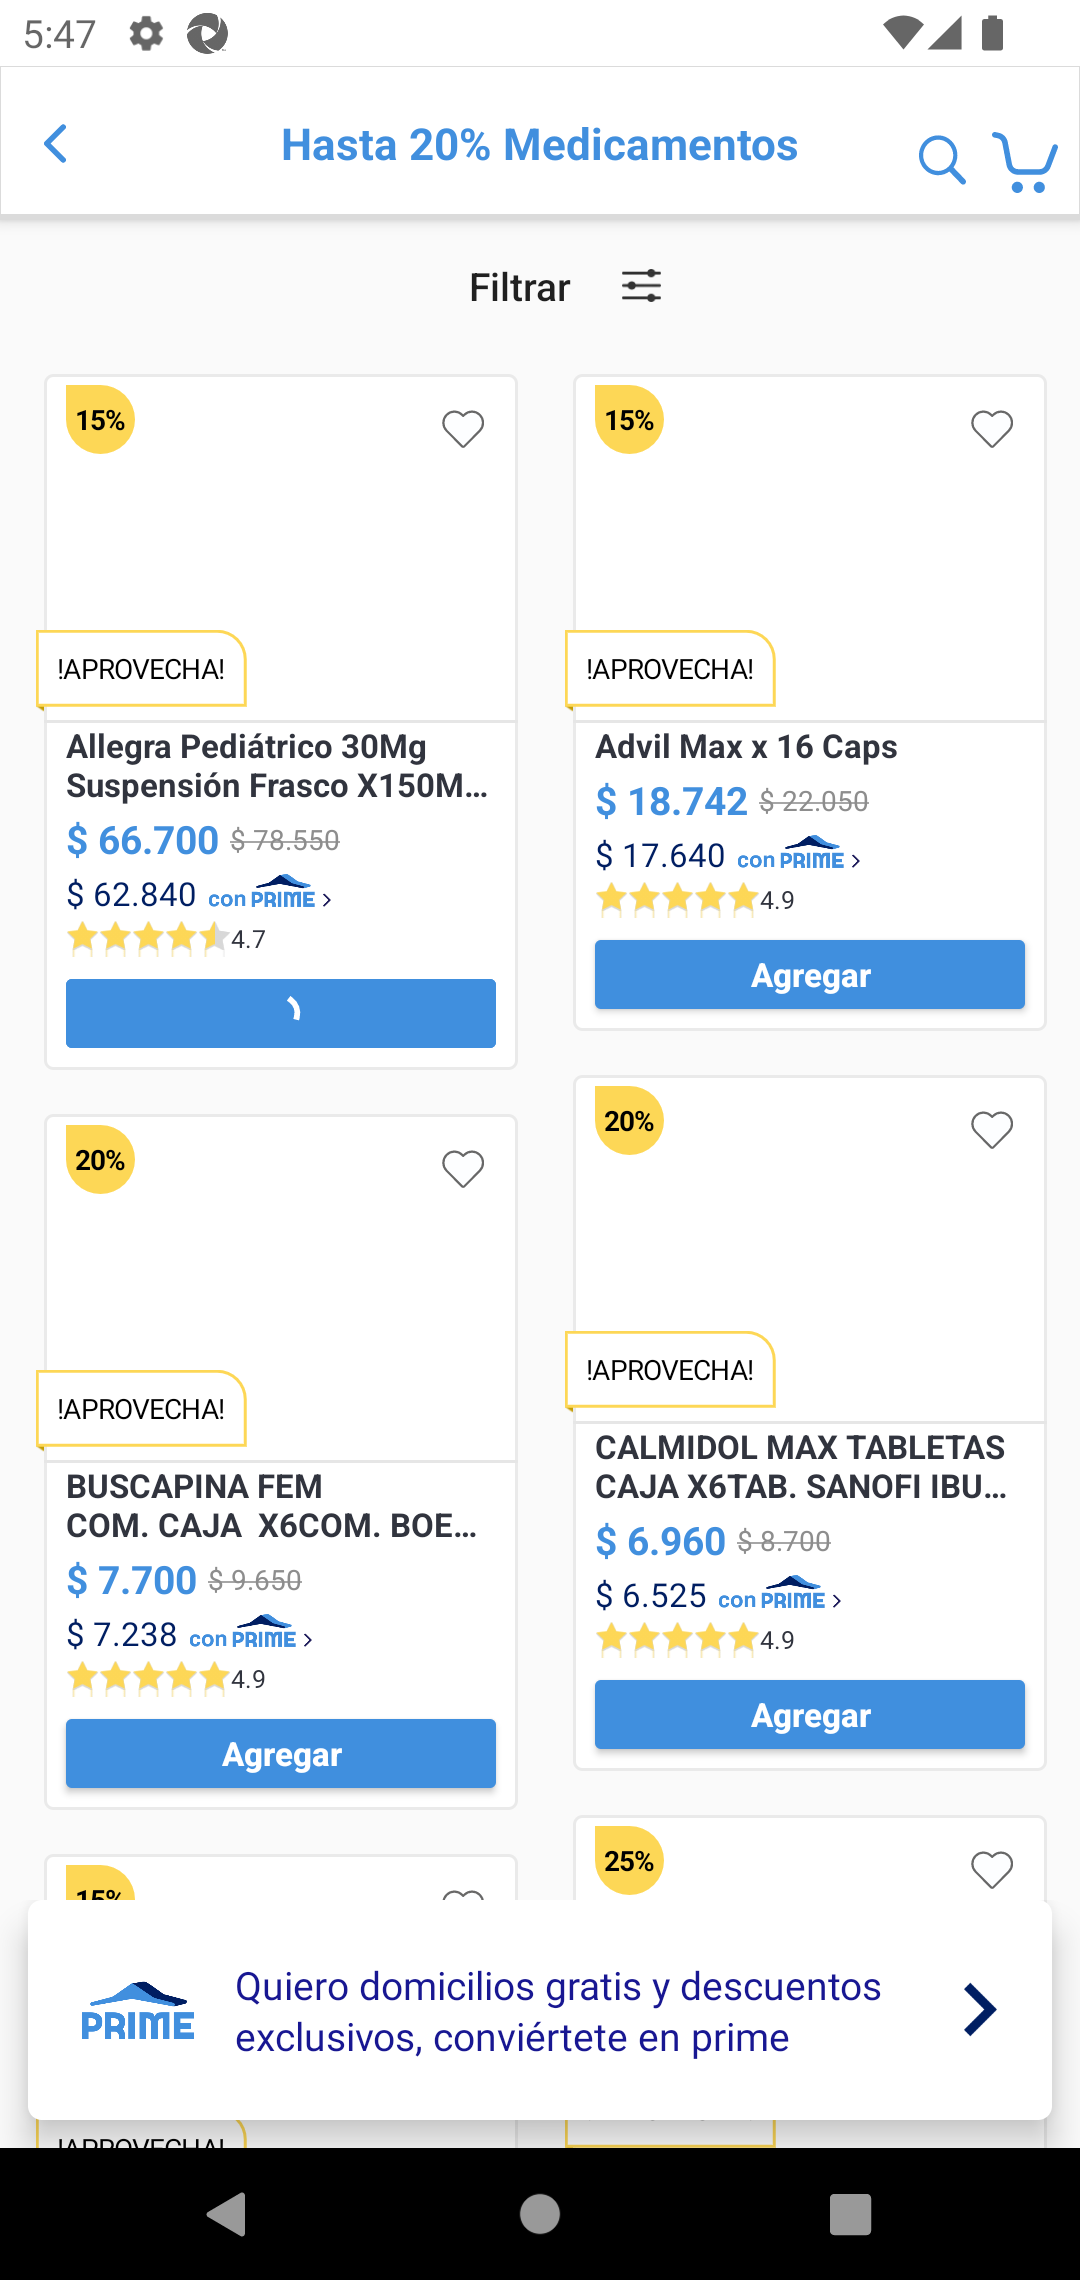 5:47
Hasta 20% Medicamentos
Filtrar
15%
!APROVECHA!
Allegra Pediátrico 30Mg
Suspensión Frasco X150M...
$ 66.700 $ 78.550
$ 62.840 con PRIME
4.7
15%
!APROVECHA!
Advil Max x 16 Caps
$ 18.742 $ 22.050
$ 17.640 con PRIME
4.9
Agregar
20%
!APROVECHA!
BUSCAPINA FEM
COM. CAJA  X6COM. BOE...
$ 7.700 $ 9.650
$ 7.238 con PRIME
4.9
Agregar
20%
!APROVECHA!
CALMIDOL MAX TABLETAS
CAJA X6TAB. SANOFI IBU...
$ 6.960 $ 8.700
$ 6.525 con PRIME
4.9
Agregar
15%
25%
PRIME
Quiero domicilios gratis y descuentos
exclusivos, conviértete en prime
!APROVECHA!